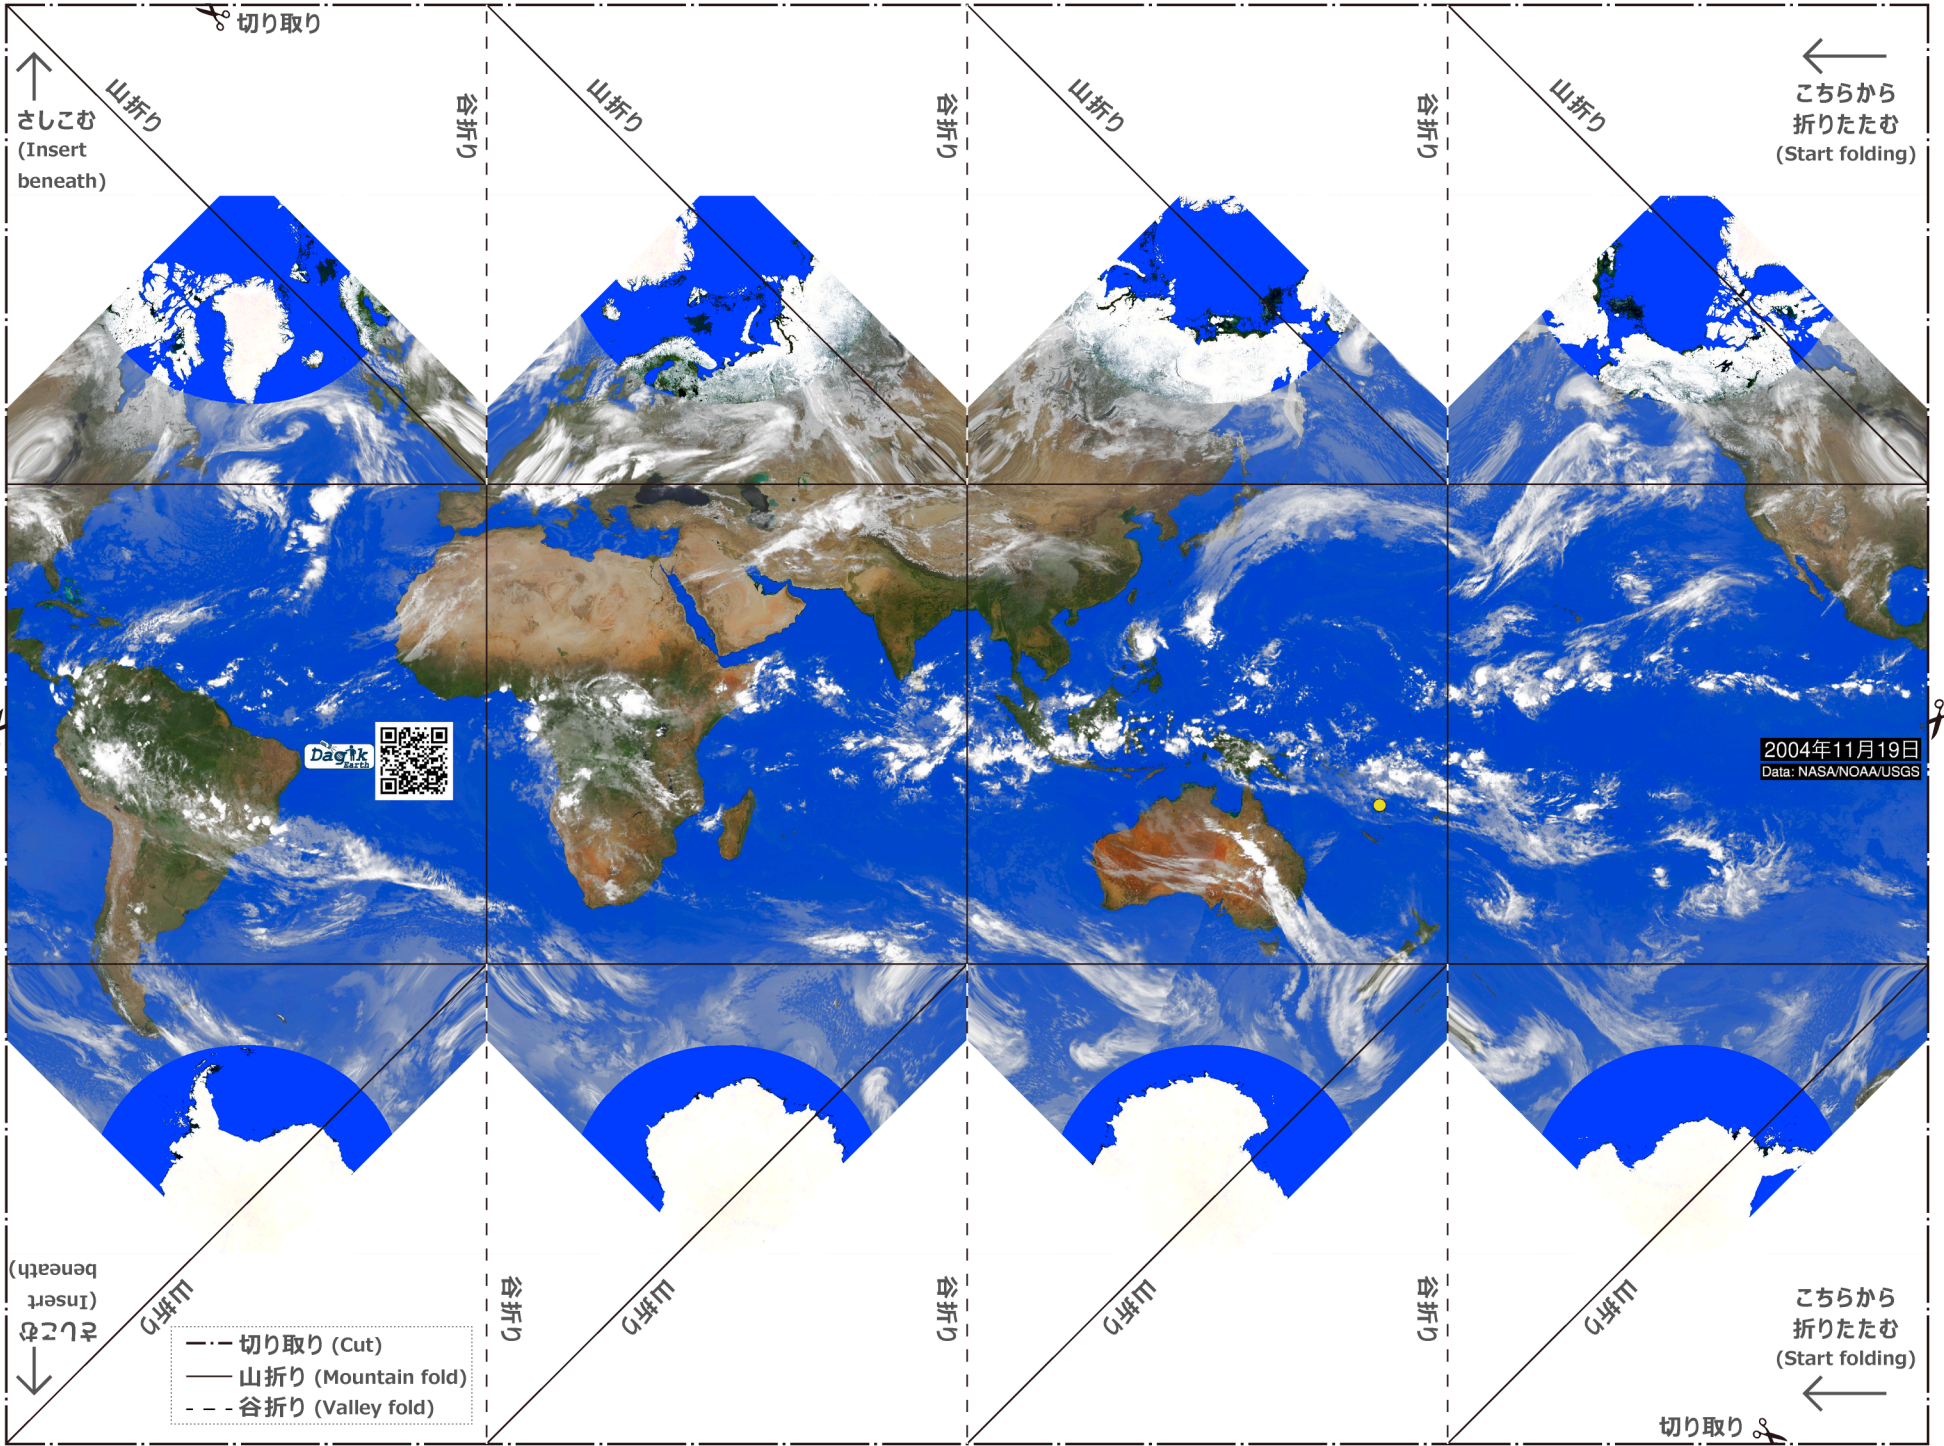 切り取り
山折り
谷折り
山折り
谷折り
山折り
谷折り
山折り
さしこむ
(Insert
beneath)
こちらから
折りたたむ
(Start folding)
Dagik
Earth
2004年11月19日
Data: NASA/NOAA/USGS
さしこむ
(Insert
beneath)
山折り
谷折り
山折り
谷折り
山折り
谷折り
山折り
こちらから
折りたたむ
(Start folding)
切り取り (Cut)
山折り (Mountain fold)
谷折り (Valley fold)
切り取り